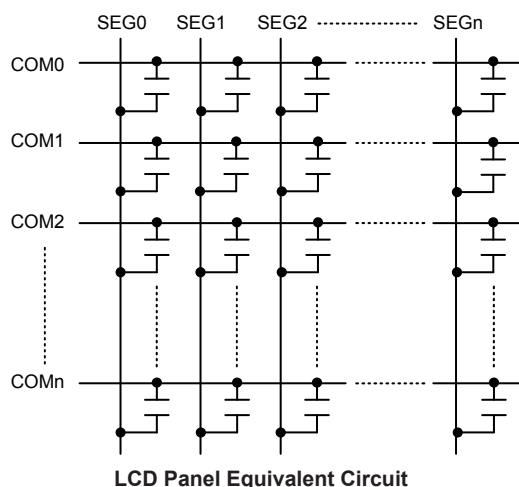 SEG0 SEG1 SEG2 SEGn
COM0
COM1
COM2
COMn
LCD Panel Equivalent Circuit